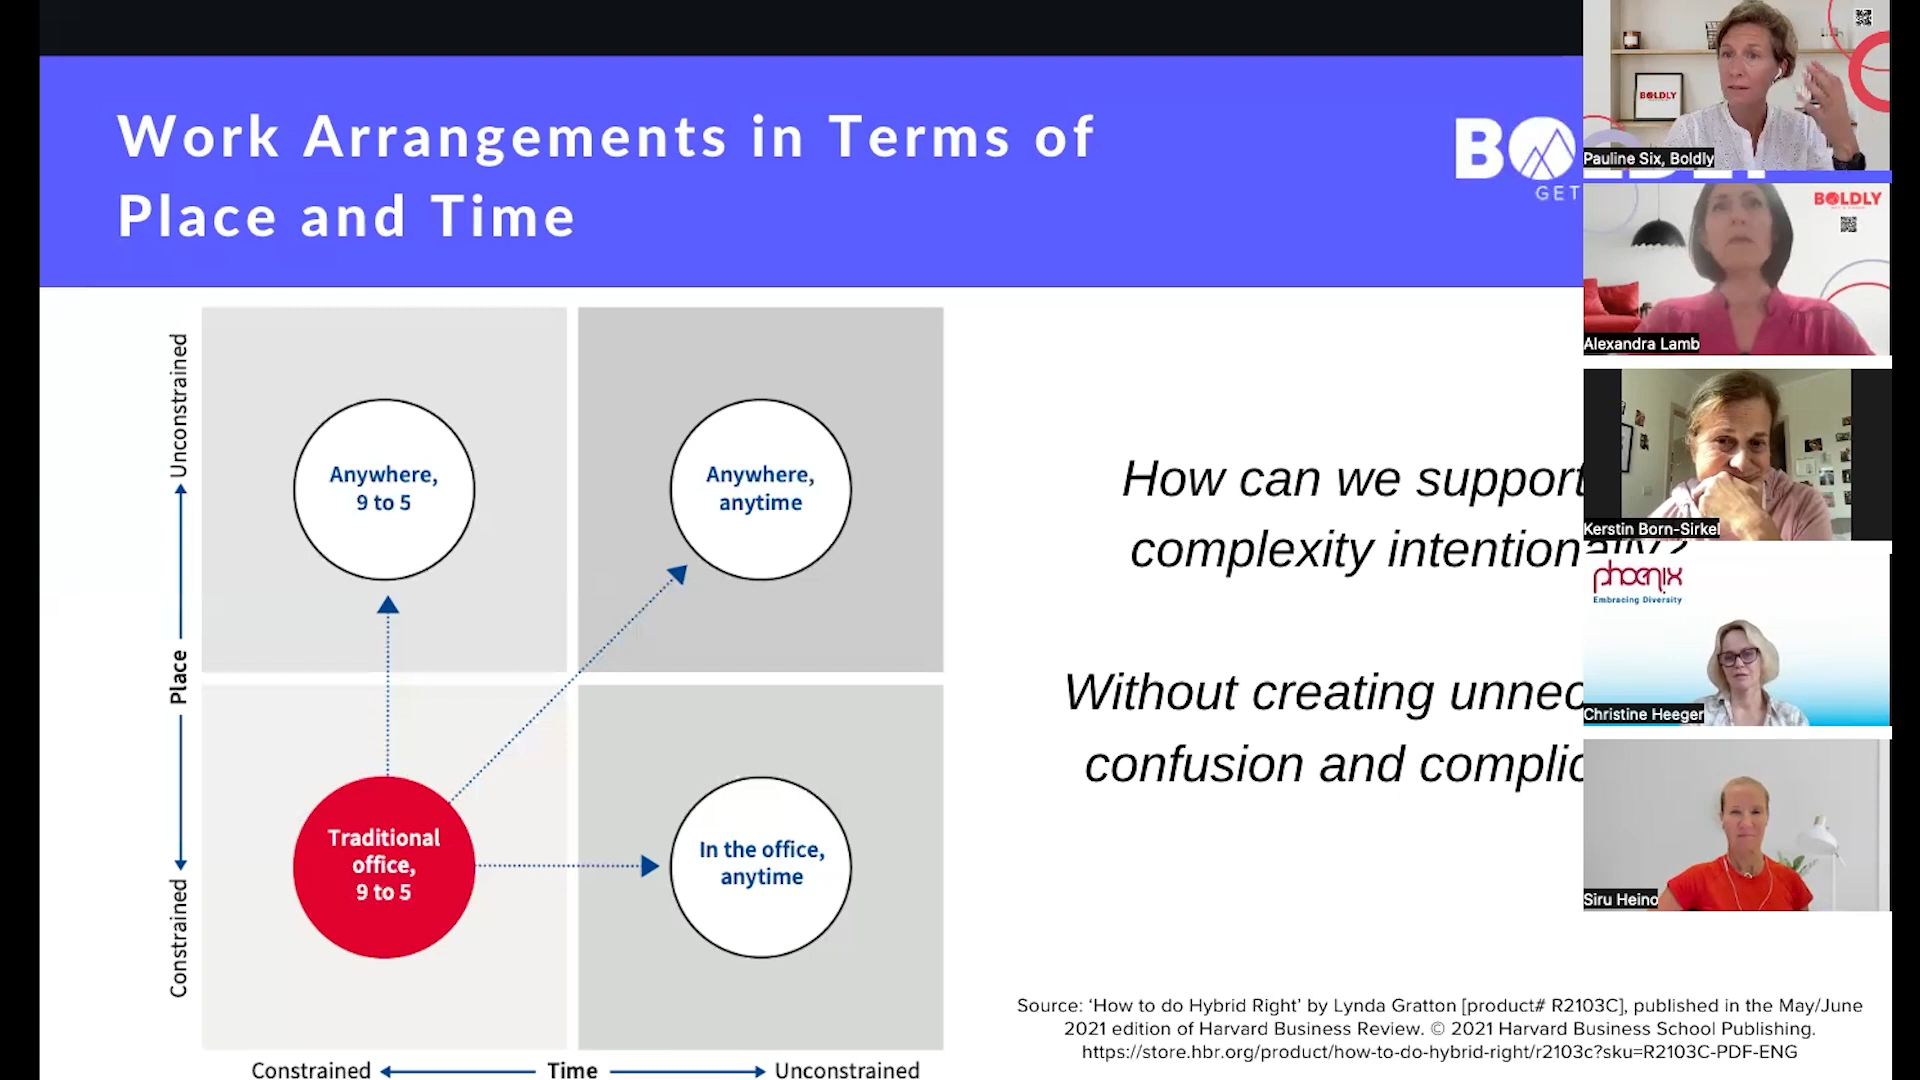 Work Arrangements in Terms of
Place and Time
GET
Unconstrained
Place
Constrained
Anywhere,
9 to 5
Anywhere,
anytime
Traditional
office,
9 to 5
In the office,
anytime
Constrained
Time
Unconstrained
How can we support
complexity
Without creating
confusion and
Source: ‘How to do Hybrid Right’ by Lynda Gratton [product# R2103C], published in the May/June
2021 edition of Harvard Business Review. © 2021 Harvard Business School Publishing.
https://store.hbr.org/product/how-to-do-hybrid-right/r2103c?sku=R2103C-PDF-ENG
BOLDLY
Pauline Six, Boldly
BOLDLY
Alexandra Lamb
Kerstin Born-Sirkel
phoenix
Embracing Diversity
Christine Heeger
Siru Heino